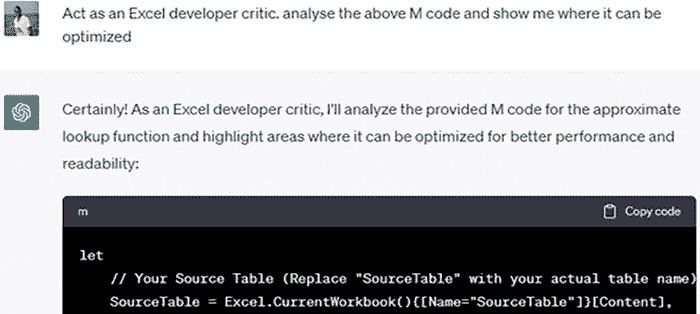 Act as an Excel developer critic. analyse the above M code and show me where it can be
optimized
Certainly! As an Excel developer critic, I'll analyze the provided M code for the approximate
lookup function and highlight areas where it can be optimized for better performance and
readability:
m Copy code
let
// Your Source Table (Replace "SourceTable" with your actual table name)
SourceTable = Excel.CurrentWorkbook(){[Name="SourceTable"]}[Content],